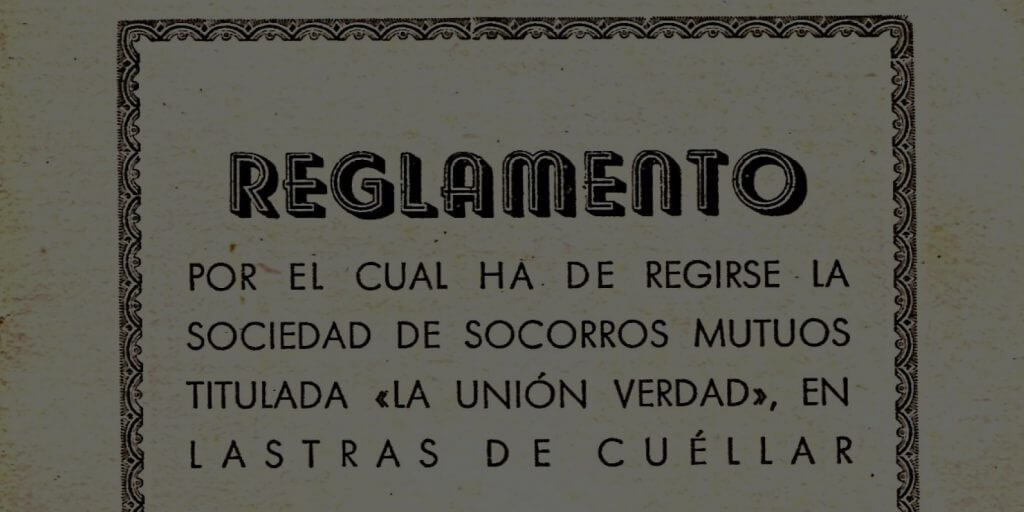 REGLAMENTO
POR EL CUAL HA DE REGIRSE LA
SOCIEDAD DE SOCORROS MUTUOS
TITULADA «LA UNIÓN VERDAD», EN
LASTRAS DE CUÉLLAR